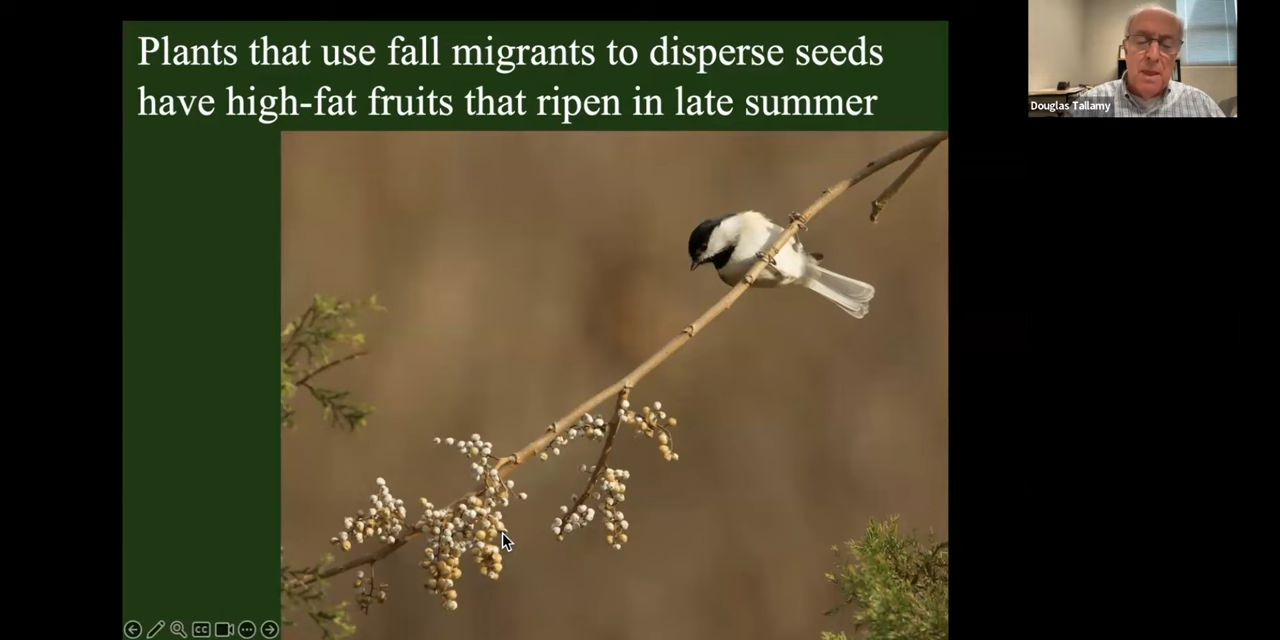 Plants that use fall migrants to disperse seeds
have high-fat fruits that ripen in late summer
Douglas Tallamy
CC